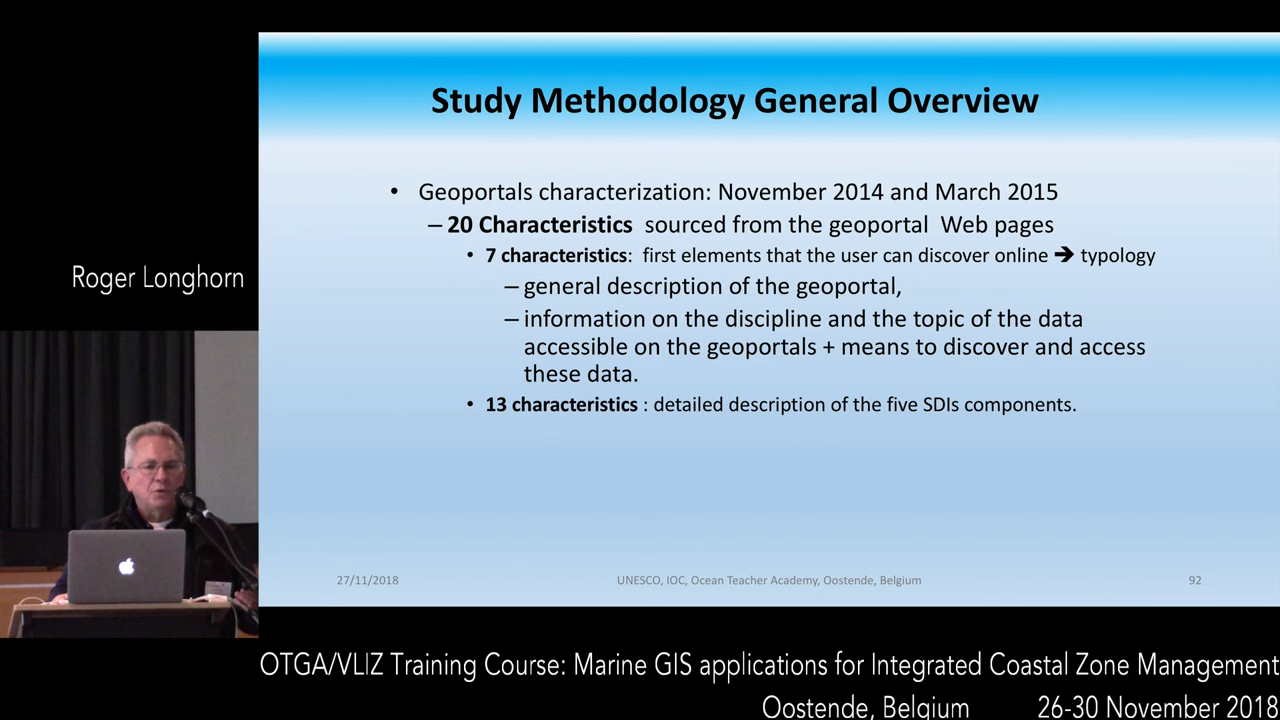 Study Methodology General Overview
• Geoportals characterization: November 2014 and March 2015
– 20 Characteristics sourced from the geoportal Web pages
• 7 characteristics: first elements that the user can discover online ➔ typology
– general description of the geoportal,
– information on the discipline and the topic of the data
accessible on the geoportals + means to discover and access
these data.
• 13 characteristics : detailed description of the five SDIs components.
27/11/2018
UNESCO, IOC, Ocean Teacher Academy, Oostende, Belgium
92
Roger Longhorn
OTGA/VLIZ Training Course: Marine GIS applications for Integrated Coastal Zone Management
Oostende, Belgium 26-30 November 2018